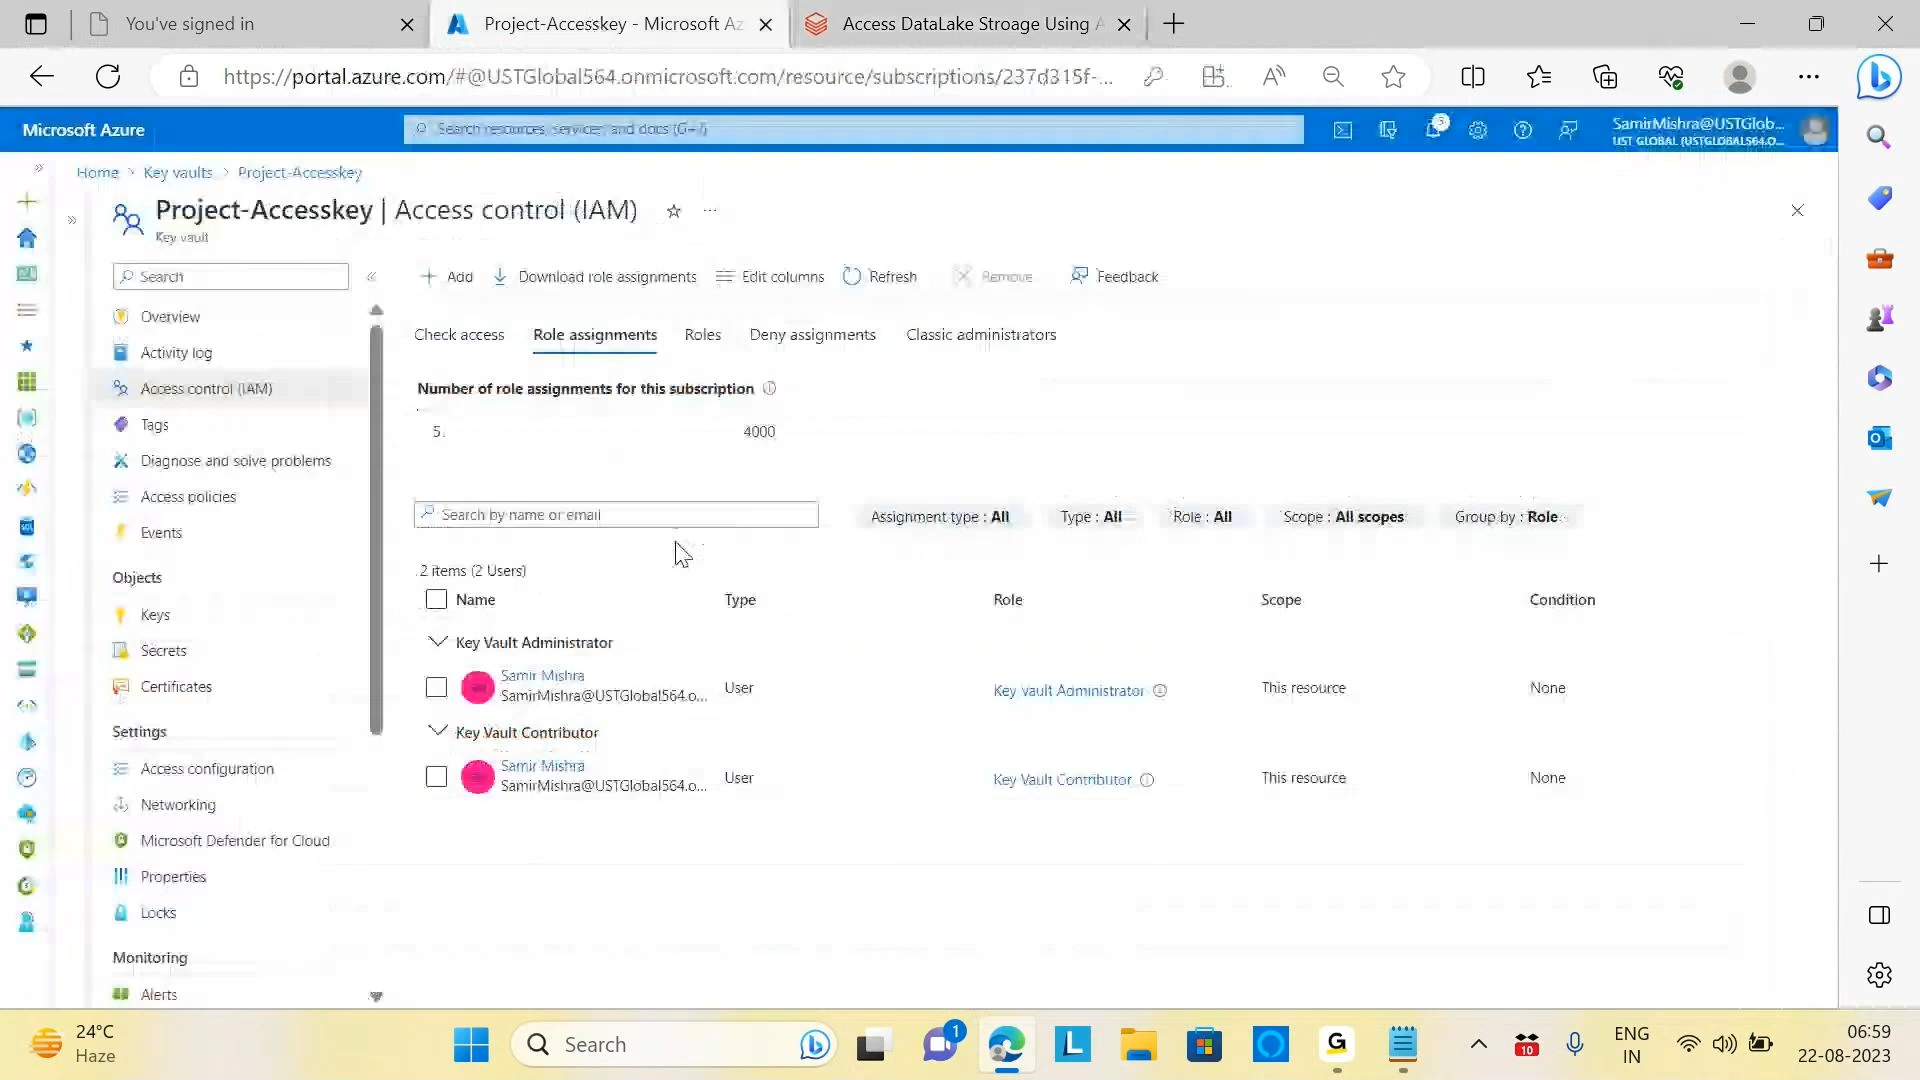 You've signed in
Project-Accesskey - Microsoft Az
Access DataLake Stroage Using A
https://portal.azure.com/#@USTGlobal564.onmicrosoft.com/resource/subscriptions/237d315f-...
Microsoft Azure
Search resources, services, and docs (G+/)
SamirMishra@USTGlob...
UST GLOBAL (USTGLOBAL564.O...
Home > Key vaults > Project-Accesskey
Project-Accesskey | Access control (IAM)
Key vault
Search
Add
Download role assignments
Edit columns
Refresh
Remove
Feedback
Overview
Activity log
Access control (IAM)
Tags
Diagnose and solve problems
Access policies
Events
Objects
Keys
Secrets
Certificates
Settings
Access configuration
Networking
Microsoft Defender for Cloud
Properties
Locks
Monitoring
Alerts
Check access
Role assignments
Roles
Deny assignments
Classic administrators
Number of role assignments for this subscription
5
4000
Search by name or email
Assignment type : All
Type : All
Role : All
Scope : All scopes
Group by : Role
2 items (2 Users)
Name Type Role Scope Condition
Key Vault Administrator
Samir Mishra
SamirMishra@USTGlobal564.o...
User
Key Vault Administrator
This resource
None
Key Vault Contributor
Samir Mishra
SamirMishra@USTGlobal564.o...
User
Key Vault Contributor
This resource
None
24°C
Haze
Search
1
10
ENG
IN
06:59
22-08-2023